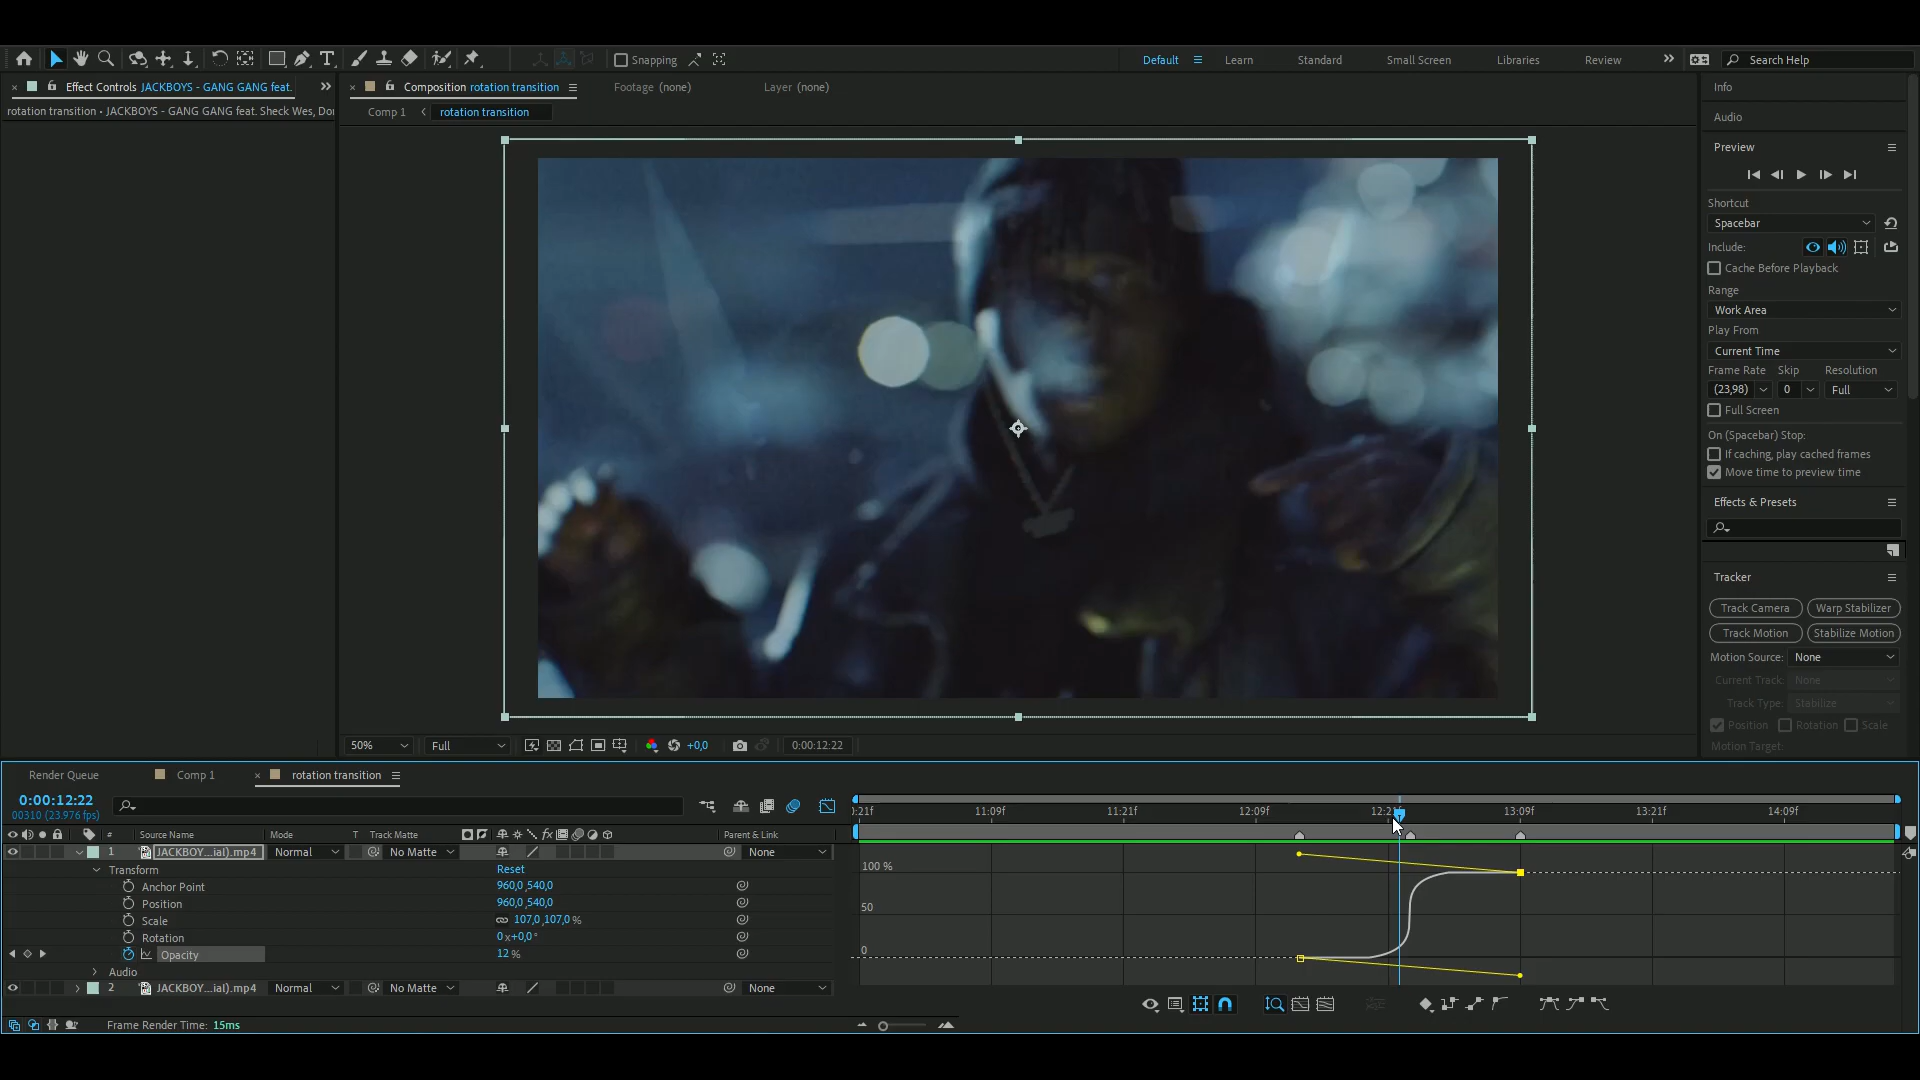 Snapping
Default
Learn
Standard
Small Screen
Libraries
Review
»
Search Help
× Effect Controls JACKBOYS - GANG GANG feat. »
× Composition rotation transition
Footage (none)
Layer (none)
Info
rotation transition • JACKBOYS - GANG GANG feat. Sheck Wes, Do
Comp 1
rotation transition
Audio
Preview
Shortcut
Spacebar
Include:
Cache Before Playback
Range
Work Area
Play From
Current Time
Frame Rate Skip Resolution
(23,98) 0 Full
Full Screen
On (Spacebar) Stop:
If caching, play cached frames
Move time to preview time
Effects & Presets
Tracker
Track Camera Warp Stabilizer
Track Motion Stabilize Motion
Motion Source: None
Current Track: None
Track Type: Stabilize
Position Rotation Scale
Motion Target:
50% Full +0,0 0:00:12:22
Render Queue Comp 1 × rotation transition
0:00:12:22
00310 (23.976 fps)
:21f 11:09f 11:21f 12:09f 12:21f 13:09f 13:21f 14:09f
# Source Name Mode T Track Matte fx Parent & Link
1 JACKBOY...ial).mp4 Normal No Matte None
Transform Reset
Anchor Point 960,0,540,0
Position 960,0,540,0
Scale 107,0,107,0 %
Rotation 0 x+0,0 °
Opacity 12 %
Audio
2 JACKBOY...ial).mp4 Normal No Matte None
100 %
50
0
Frame Render Time: 15ms